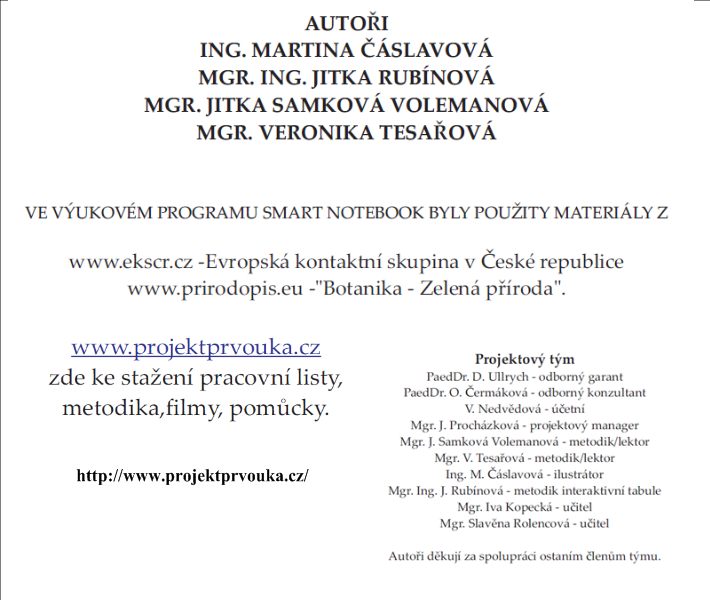 AUTOŘI
ING. MARTINA ČÁSLAVOVÁ
MGR. ING. JITKA RUBÍNOVÁ
MGR. JITKA SAMKOVÁ VOLEMANOVÁ
MGR. VERONIKA TESAŘOVÁ
VE VÝUKOVÉM PROGRAMU SMART NOTEBOOK BYLY POUŽITY MATERIÁLY Z
www.ekscr.cz -Evropská kontaktní skupina v České republice
www.prirodopis.eu -"Botanika - Zelená příroda".
www.projektprvouka.cz
zde ke stažení pracovní listy,
metodika,filmy, pomůcky.
http://www.projektprvouka.cz/
Projektový tým
PaedDr. D. Ullrych - odborný garant
PaedDr. O. Čermáková - odborný konzultant
V. Nedvědová - účetní
Mgr. J. Procházková - projektový manager
Mgr. J. Samková Volemanová - metodik/lektor
Mgr. V. Tesařová - metodik/lektor
Ing. M. Čáslavová - ilustrátor
Mgr. Ing. J. Rubínová - metodik interaktivní tabule
Mgr. Iva Kopecká - učitel
Mgr. Slavěna Rolencová - učitel
Autoři děkují za spolupráci ostaním členům týmu.